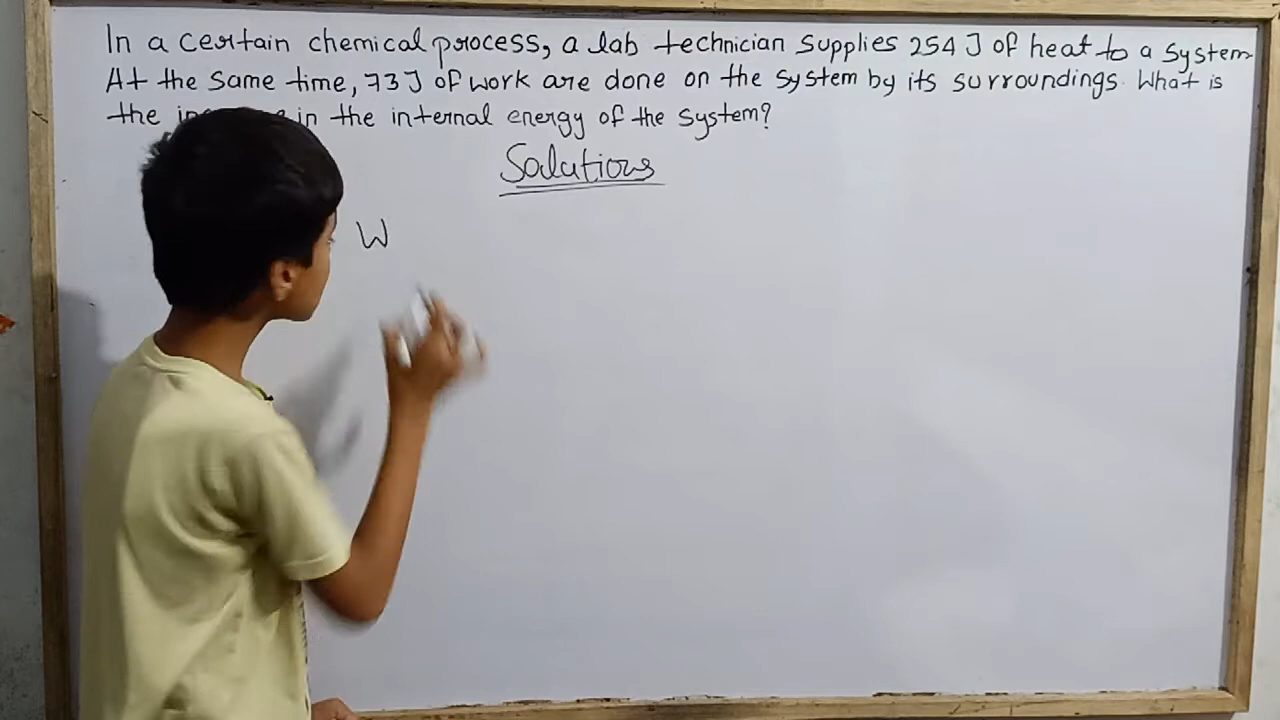 In a certain chemical process, a lab technician supplies 254 J of heat to a system
At the same time, 73 J of work are done on the system by its surroundings. What is
the in the internal energy of the system?
Solutions
W